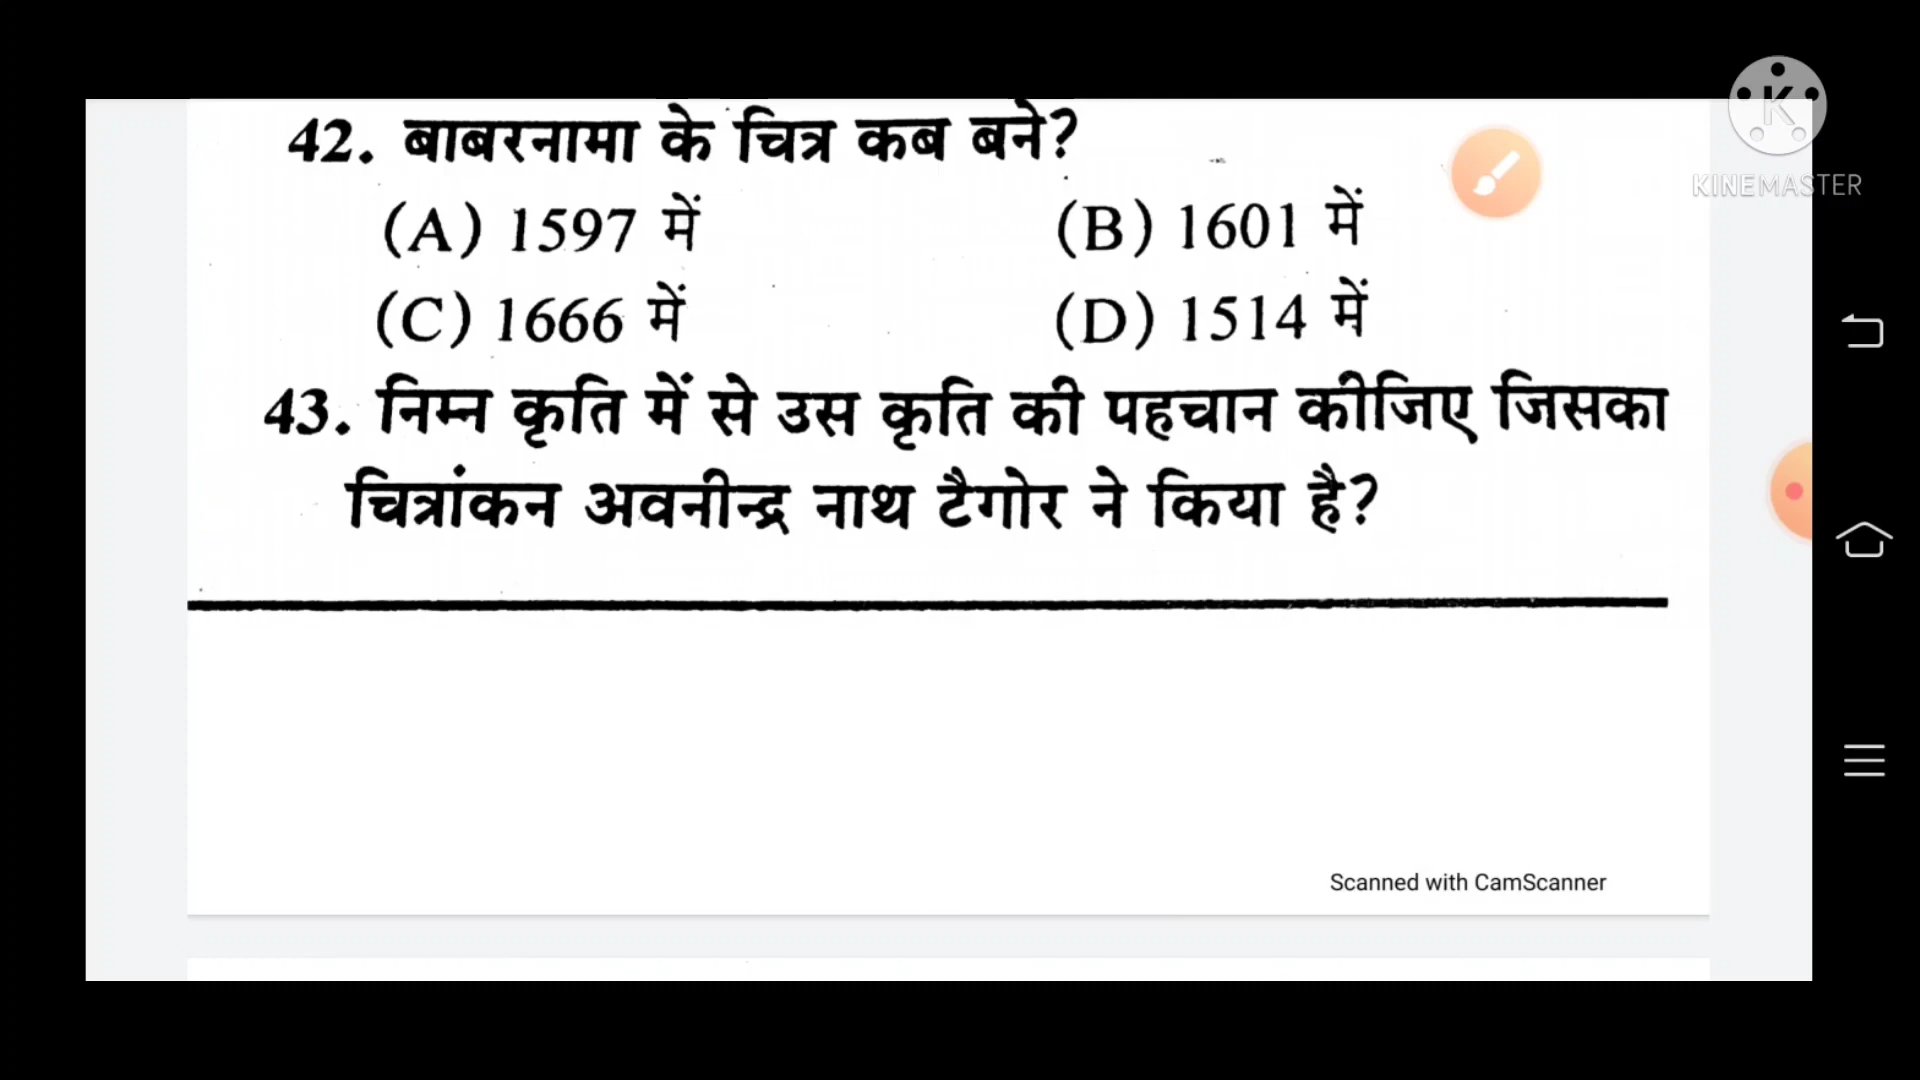 42. बाबरनामा के चित्र कब बने?
(A) 1597 में (B) 1601 में
(C) 1666 में (D) 1514 में
43. निम्न कृति में से उस कृति की पहचान कीजिए जिसका
चित्रांकन अवनीन्द्र नाथ टैगोर ने किया है?
Scanned with CamScanner
K
KINEMASTER